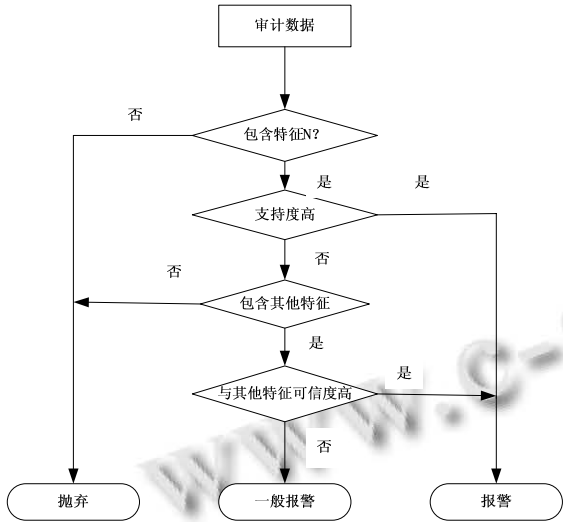 审计数据
否
包含特征N?
是
是
支持度高
否
否
包含其他特征
是
与其他特征可信度高
是
否
抛弃
一般报警
报警
www.c-